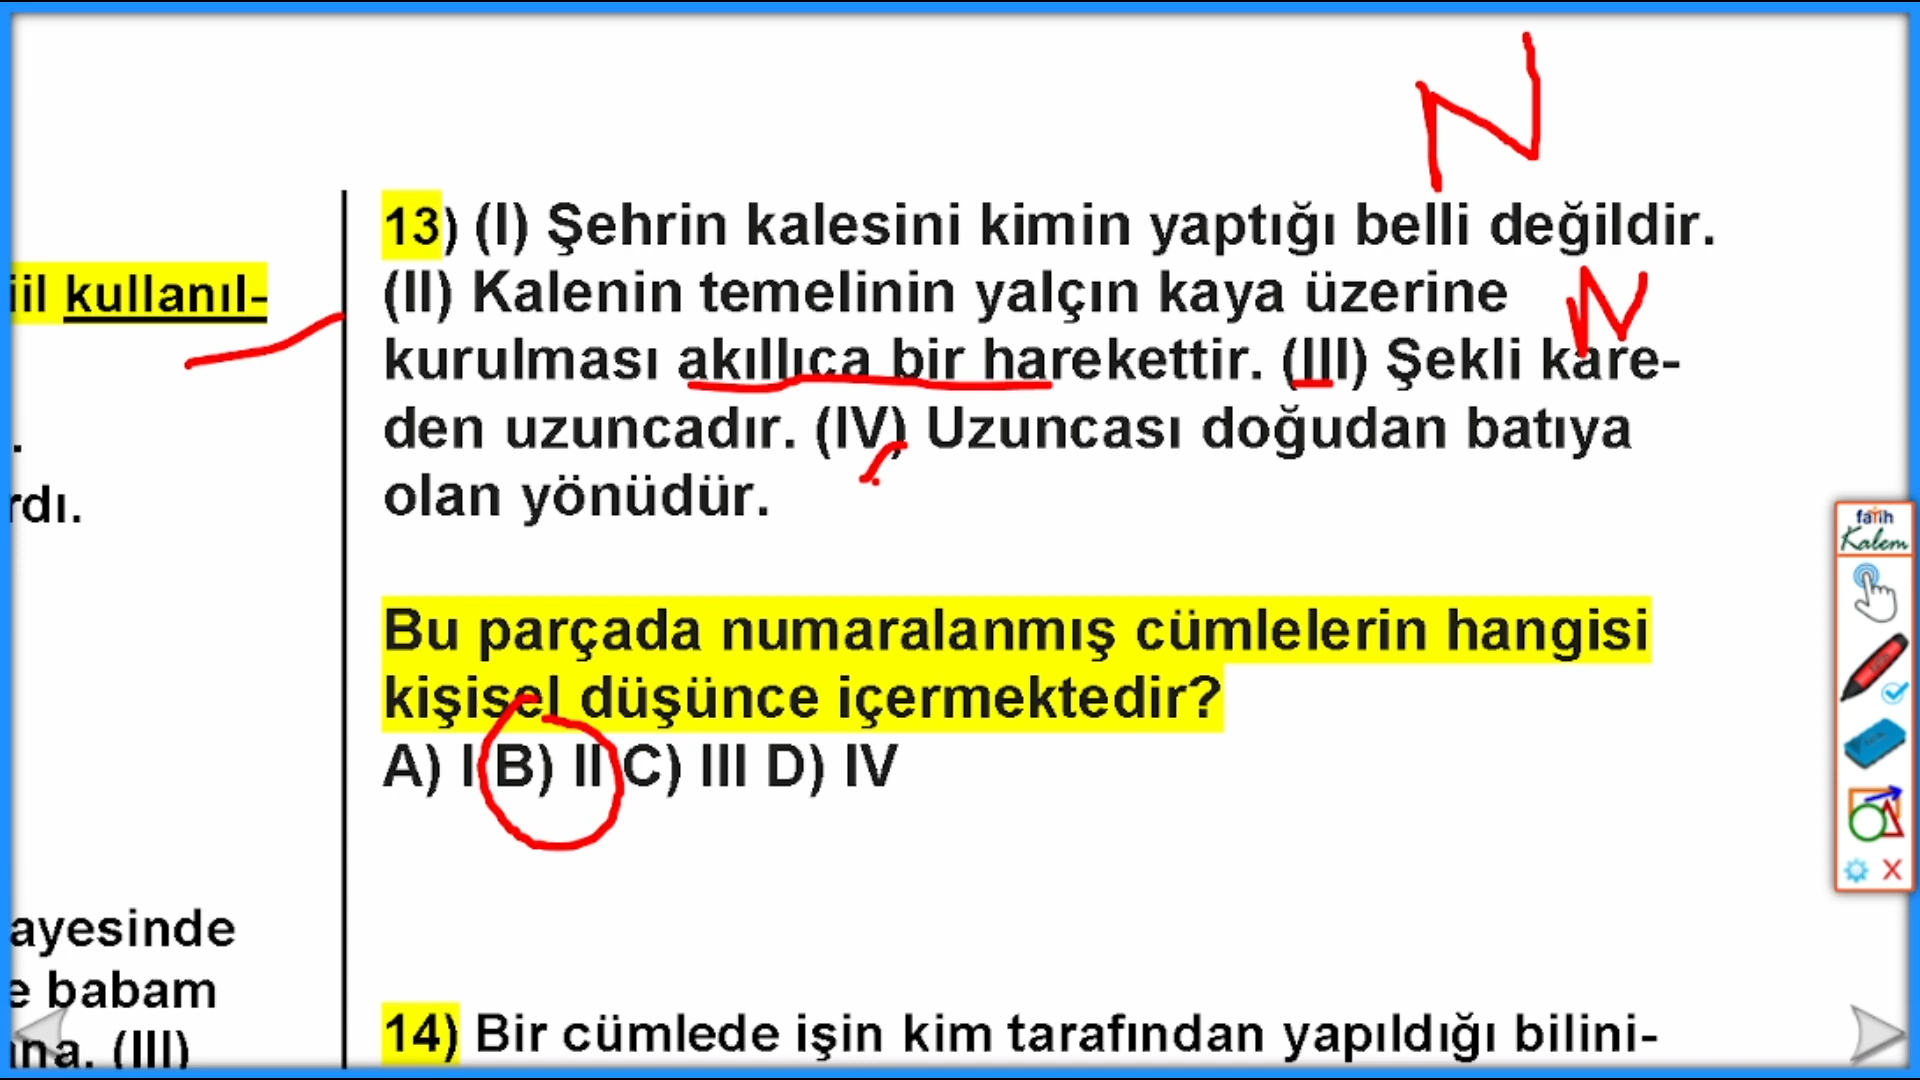 N
13) (I) Şehrin kalesini kimin yaptığı belli değildir.
(II) Kalenin temelinin yalçın kaya üzerine
N
kurulması akıllıca bir harekettir. (III) Şekli kare-
den uzuncadır. (IV) Uzuncası doğudan batıya
olan yönüdür.
Bu parçada numaralanmış cümlelerin hangisi
kişisel düşünce içermektedir?
A) I B) II C) III D) IV
14) Bir cümlede işin kim tarafından yapıldığı bilini-
iil kullanıl-
.
rdı.
ayesinde
e babam
ına. (III)
fatih
Kalem